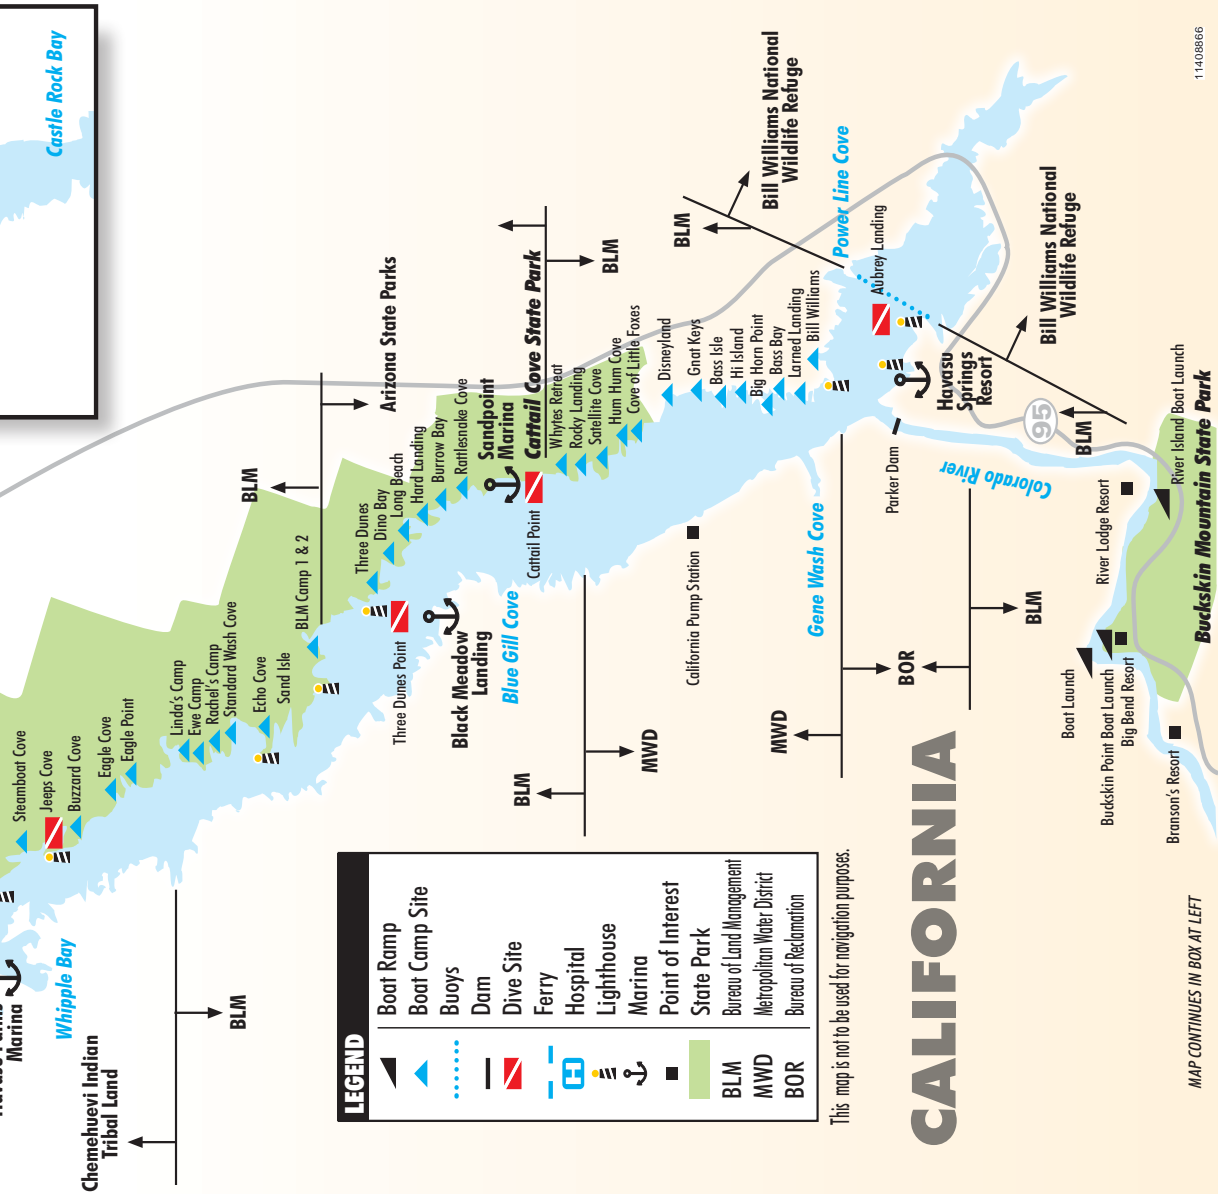 Castle Rock Bay
11408866
Bill Williams National
Wildlife Refuge
Power Line Cove
BLM
Bill Williams National
Wildlife Refuge
Aubrey Landing
Arizona State Parks
BLM
BLM
Cattail Cove State Park
BLM
Steamboat Cove
Jeeps Cove
Buzzard Cove
Eagle Cove
Eagle Point
Linda's Camp
Ewe Camp
Rachel's Camp
Standard Wash Cove
Echo Cove
Sand Isle
BLM Camp 1 & 2
Three Dunes
Dino Bay
Long Beach
Hard Landing
Burrow Bay
Rattlesnake Cove
Sandpoint
Marina
Whytes Retreat
Rocky Landing
Satellite Cove
Hum Hum Cove
Cove of Little Foxes
Disneyland
Gnat Keys
Bass Isle
Hi Island
Big Horn Point
Bass Bay
Larned Landing
Bill Williams
Havasu
Springs
Resort
95
Colorado River
Parker Dam
River Island Boat Launch
Buckskin Mountain State Park
River Lodge Resort
Boat Launch
Buckskin Point Boat Launch
Big Bend Resort
Branson's Resort
Cattail Point
Three Dunes Point
Black Meadow
Landing
Blue Gill Cove
California Pump Station
Gene Wash Cove
BLM
MWD
MWD
BOR
BLM
Marina
Whipple Bay
Chemehuevi Indian
Tribal Land
BLM
LEGEND
Boat Ramp
Boat Camp Site
Buoys
Dam
Dive Site
Ferry
H Hospital
Lighthouse
Marina
Point of Interest
State Park
BLM Bureau of Land Management
MWD Metropolitan Water District
BOR Bureau of Reclamation
This map is not to be used for navigation purposes.
CALIFORNIA
MAP CONTINUES IN BOX AT LEFT